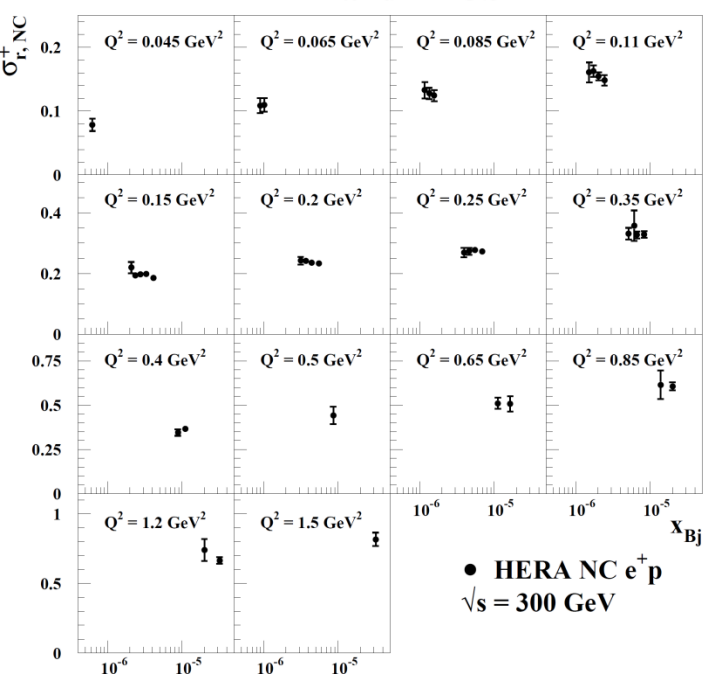 σ⁺r, NC
Q² = 0.045 GeV² Q² = 0.065 GeV² Q² = 0.085 GeV² Q² = 0.11 GeV²
0.2
0.1
0
Q² = 0.15 GeV² Q² = 0.2 GeV² Q² = 0.25 GeV² Q² = 0.35 GeV²
0.4
0.2
0
Q² = 0.4 GeV² Q² = 0.5 GeV² Q² = 0.65 GeV² Q² = 0.85 GeV²
0.75
0.5
0.25
0
10⁻⁶ 10⁻⁵ 10⁻⁶ 10⁻⁵
xBj
Q² = 1.2 GeV² Q² = 1.5 GeV²
1
0.5
0
10⁻⁶ 10⁻⁵ 10⁻⁶ 10⁻⁵
HERA NC e⁺p
√s = 300 GeV